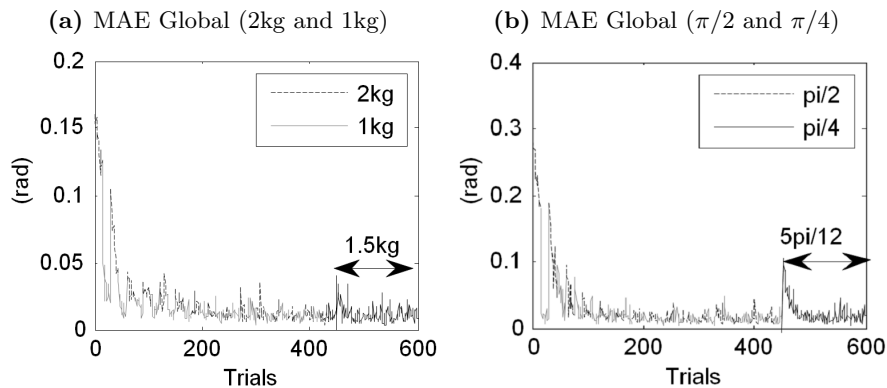 (a) MAE Global (2kg and 1kg)
0.2
0.15
0.1
0.05
0
(rad)
2kg
1kg
1.5kg
0
200
400
600
Trials
(b) MAE Global (π/2 and π/4)
0.4
0.3
0.2
0.1
0
(rad)
pi/2
pi/4
5pi/12
0
200
400
600
Trials